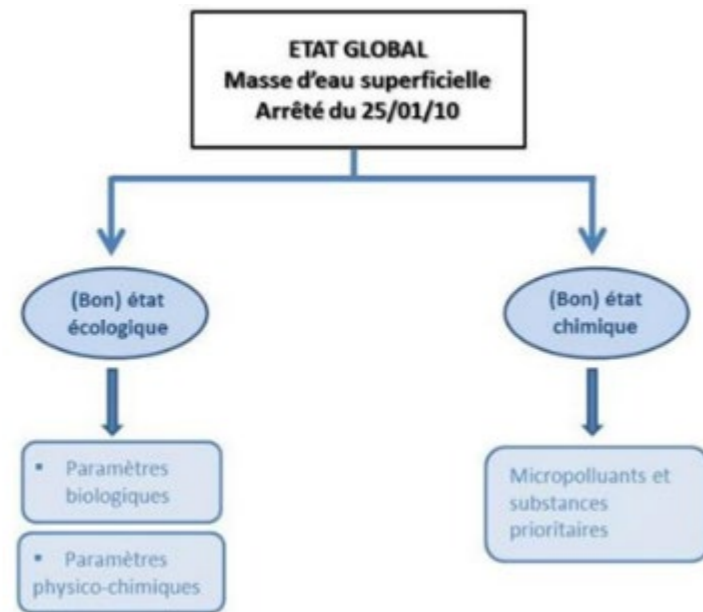 ETAT GLOBAL
Masse d'eau superficielle
Arrêté du 25/01/10
(Bon) état
écologique
(Bon) état
chimique
▪ Paramètres
biologiques
▪ Paramètres
physico-chimiques
Micropolluants et
substances
prioritaires